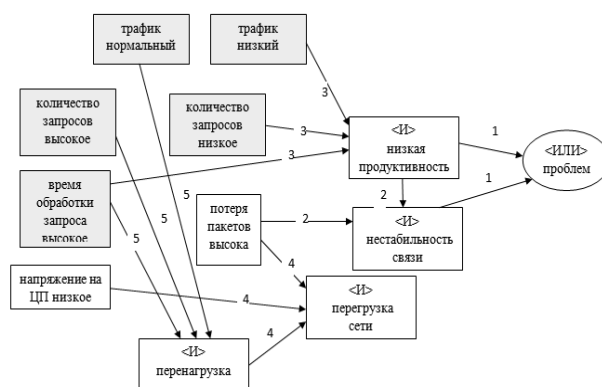 трафик
нормальный
трафик
низкий
3
количество
запросов
высокое
количество
запросов
низкое
3
<И>
низкая
продуктивность
1
<ИЛИ>
проблем
3
время
обработки
запроса
высокое
5
5
5
потеря
пакетов
высока
2
2
1
<И>
нестабильность
связи
напряжение на
ЦП низкое
4
4
<И>
перегрузка
сети
4
<И>
перенагрузка